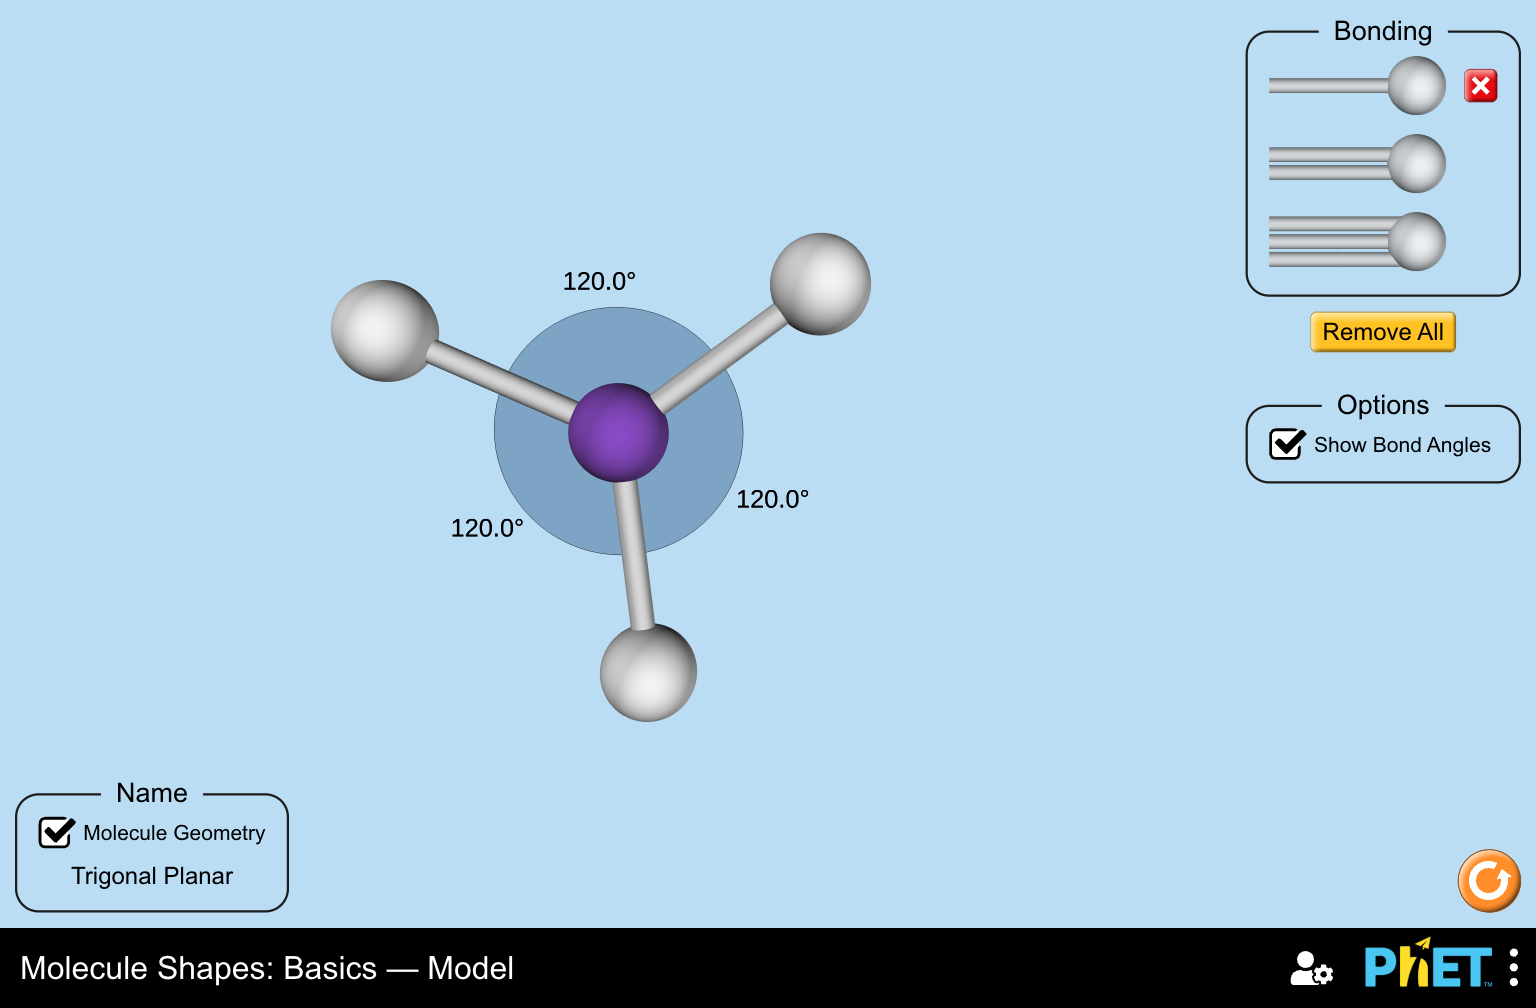 Bonding
120.0°
Remove All
Options
Show Bond Angles
120.0°
120.0°
Name
Molecule Geometry
Trigonal Planar
Molecule Shapes: Basics — Model
PhET™